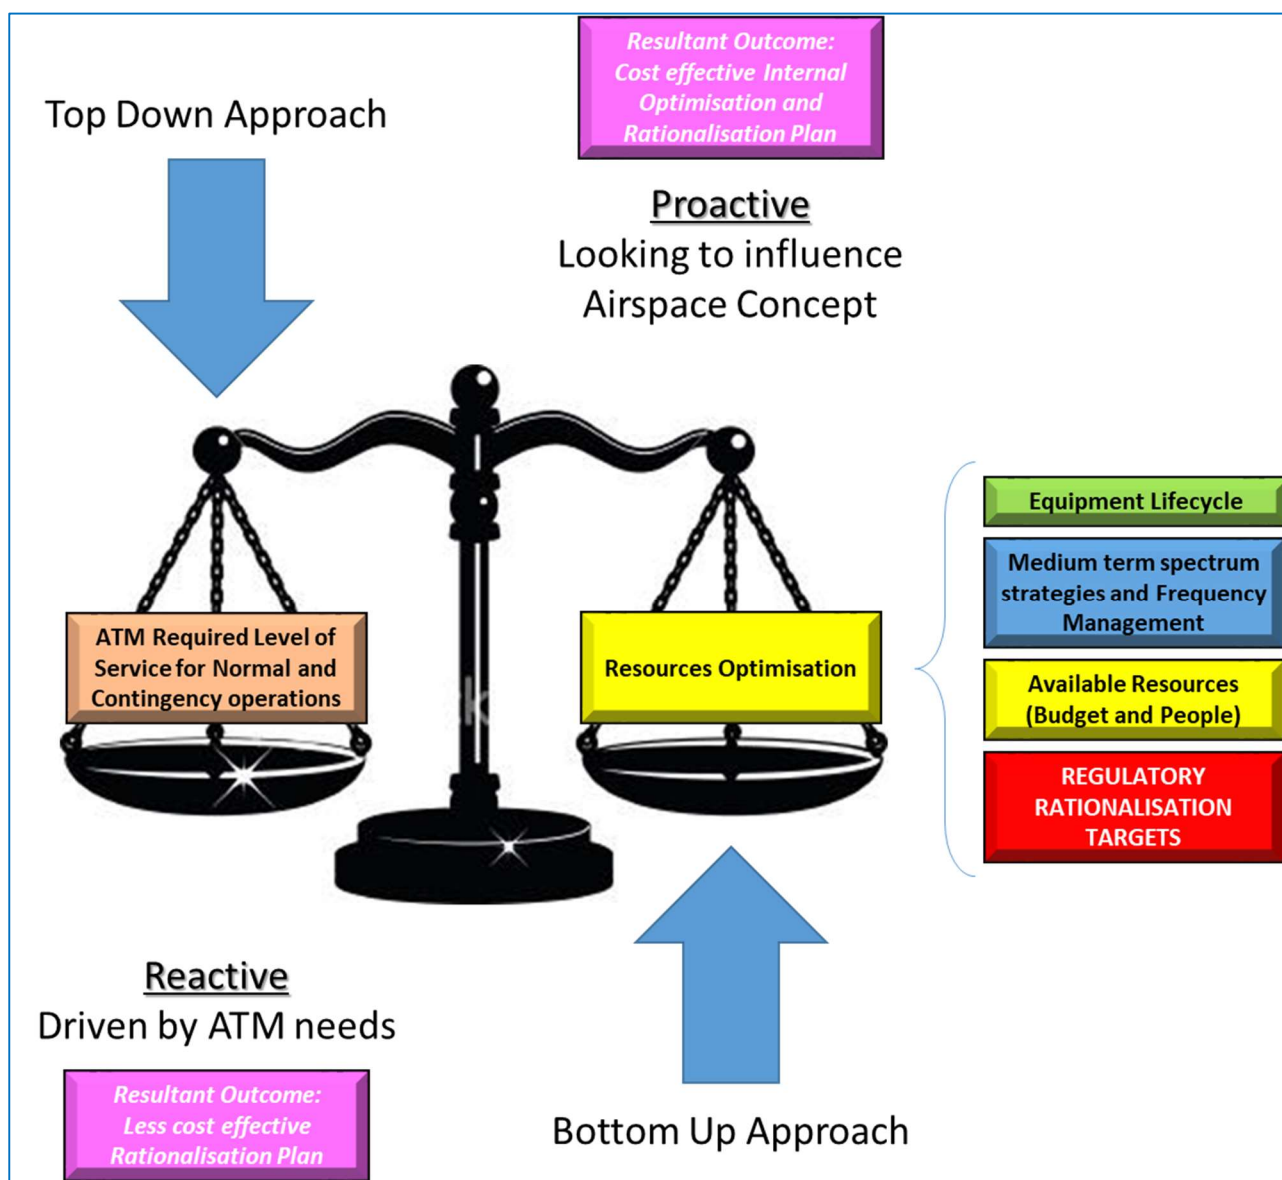 Resultant Outcome:
Cost effective Internal
Optimisation and
Rationalisation Plan
Top Down Approach
Proactive
Looking to influence
Airspace Concept
Equipment Lifecycle
Medium term spectrum
strategies and Frequency
Management
ATM Required Level of
Service for Normal and
Contingency operations
Resources Optimisation
Available Resources
(Budget and People)
REGULATORY
RATIONALISATION
TARGETS
Reactive
Driven by ATM needs
Resultant Outcome:
Less cost effective
Rationalisation Plan
Bottom Up Approach